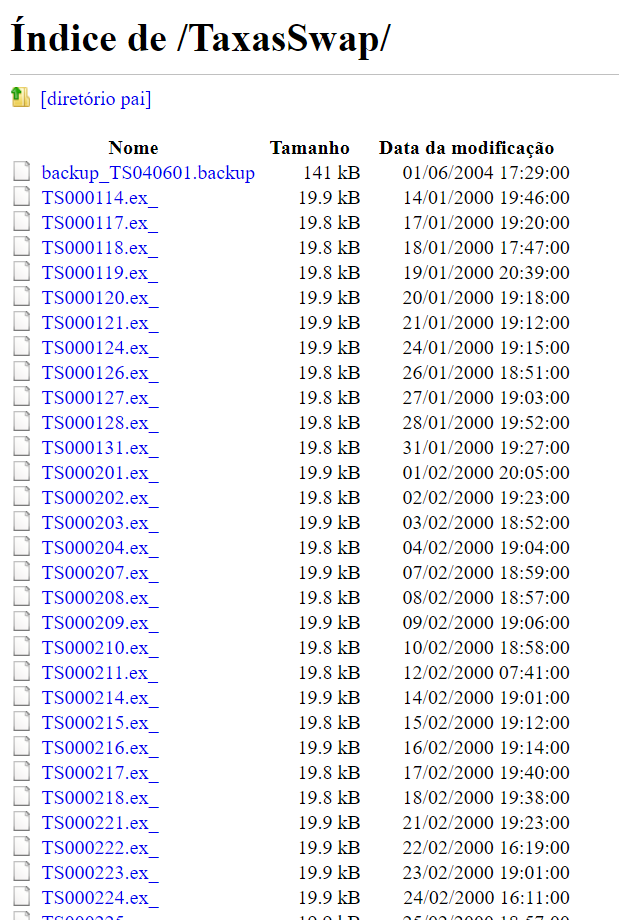 Índice de /TaxasSwap/
[diretório pai]
Nome Tamanho Data da modificação
backup_TS040601.backup 141 kB 01/06/2004 17:29:00
TS000114.ex_ 19.9 kB 14/01/2000 19:46:00
TS000117.ex_ 19.8 kB 17/01/2000 19:20:00
TS000118.ex_ 19.8 kB 18/01/2000 17:47:00
TS000119.ex_ 19.8 kB 19/01/2000 20:39:00
TS000120.ex_ 19.9 kB 20/01/2000 19:18:00
TS000121.ex_ 19.9 kB 21/01/2000 19:12:00
TS000124.ex_ 19.9 kB 24/01/2000 19:15:00
TS000126.ex_ 19.8 kB 26/01/2000 18:51:00
TS000127.ex_ 19.9 kB 27/01/2000 19:03:00
TS000128.ex_ 19.8 kB 28/01/2000 19:52:00
TS000131.ex_ 19.8 kB 31/01/2000 19:27:00
TS000201.ex_ 19.9 kB 01/02/2000 20:05:00
TS000202.ex_ 19.8 kB 02/02/2000 19:23:00
TS000203.ex_ 19.9 kB 03/02/2000 18:52:00
TS000204.ex_ 19.8 kB 04/02/2000 19:04:00
TS000207.ex_ 19.9 kB 07/02/2000 18:59:00
TS000208.ex_ 19.8 kB 08/02/2000 18:57:00
TS000209.ex_ 19.9 kB 09/02/2000 19:06:00
TS000210.ex_ 19.8 kB 10/02/2000 18:58:00
TS000211.ex_ 19.8 kB 12/02/2000 07:41:00
TS000214.ex_ 19.9 kB 14/02/2000 19:01:00
TS000215.ex_ 19.8 kB 15/02/2000 19:12:00
TS000216.ex_ 19.9 kB 16/02/2000 19:14:00
TS000217.ex_ 19.8 kB 17/02/2000 19:40:00
TS000218.ex_ 19.8 kB 18/02/2000 19:38:00
TS000221.ex_ 19.9 kB 21/02/2000 19:23:00
TS000222.ex_ 19.9 kB 22/02/2000 16:19:00
TS000223.ex_ 19.9 kB 23/02/2000 19:01:00
TS000224.ex_ 19.9 kB 24/02/2000 16:11:00